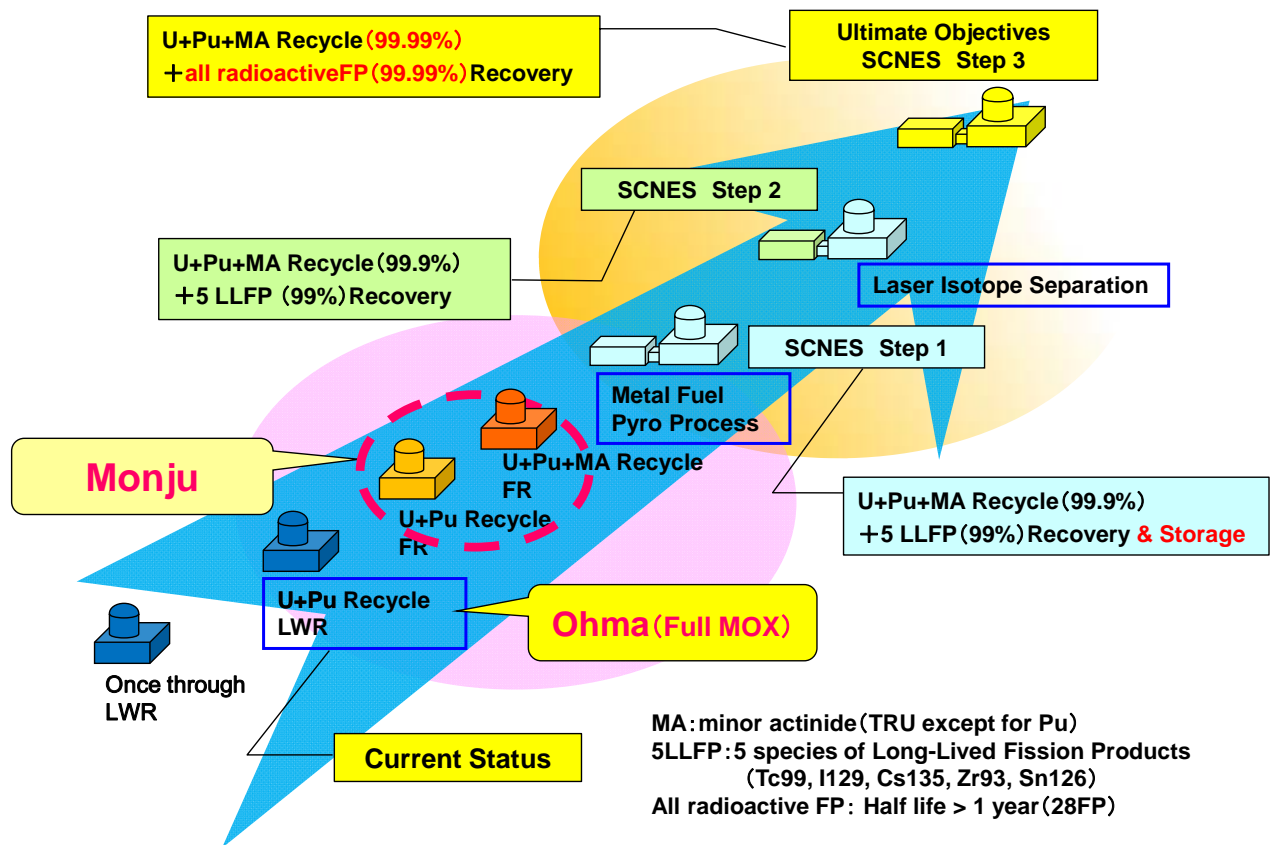 U+Pu+MA Recycle（99.99%）
＋all radioactiveFP（99.99%）Recovery
Ultimate Objectives
SCNES Step 3
SCNES Step 2
U+Pu+MA Recycle（99.9%）
＋5 LLFP （99%）Recovery
Laser Isotope Separation
SCNES Step 1
Metal Fuel
Pyro Process
Monju
U+Pu+MA Recycle
FR
U+Pu Recycle
FR
U+Pu+MA Recycle（99.9%）
＋5 LLFP（99%）Recovery & Storage
U+Pu Recycle
LWR
Ohma（Full MOX）
Once through
LWR
Current Status
MA：minor actinide（TRU except for Pu）
5LLFP：5 species of Long-Lived Fission Products
（Tc99, I129, Cs135, Zr93, Sn126）
All radioactive FP：Half life > 1 year（28FP）